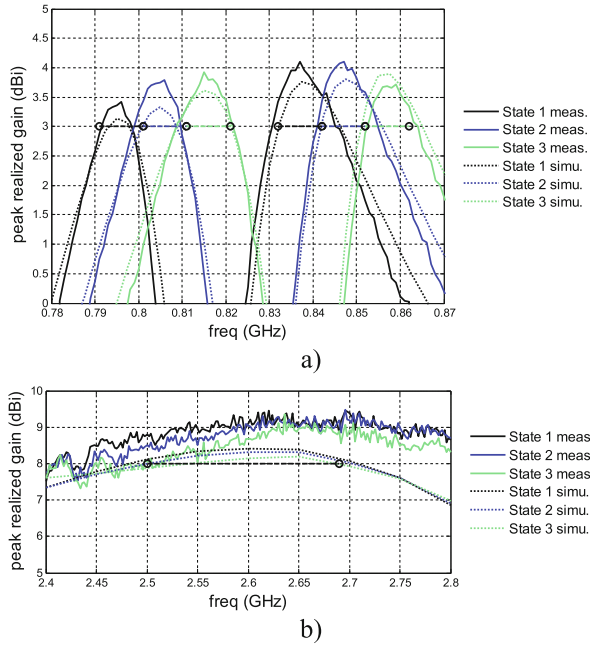 5
4.5
4
3.5
3
2.5
2
1.5
1
0.5
0
peak realized gain (dBi)
0.78 0.79 0.8 0.81 0.82 0.83 0.84 0.85 0.86 0.87
freq (GHz)
State 1 meas.
State 2 meas.
State 3 meas.
State 1 simu.
State 2 simu.
State 3 simu.
a)
10
9
8
7
6
5
peak realized gain (dBi)
2.4 2.45 2.5 2.55 2.6 2.65 2.7 2.75 2.8
freq (GHz)
State 1 meas
State 2 meas
State 3 meas
State 1 simu.
State 2 simu.
State 3 simu.
b)